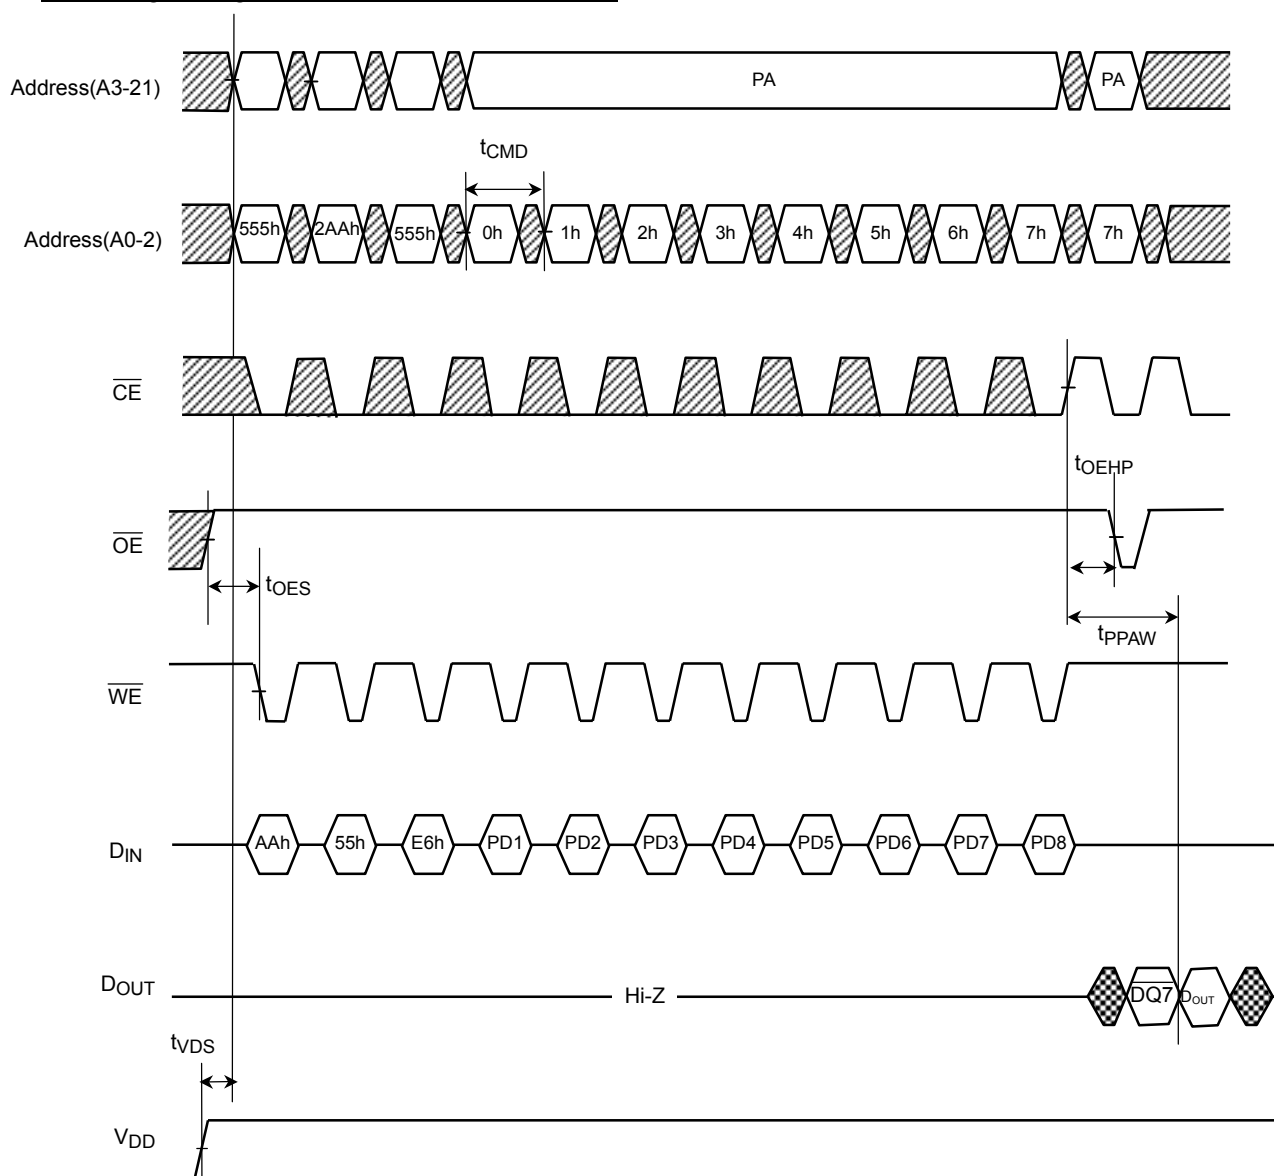 Address(A3-21) PA PA
tCMD
Address(A0-2) 555h 2AAh 555h 0h 1h 2h 3h 4h 5h 6h 7h 7h
CE
tOEHP
OE
tOES
tPPAW
WE
DIN AAh 55h E6h PD1 PD2 PD3 PD4 PD5 PD6 PD7 PD8
DOUT Hi-Z DQ7 DOUT
tVDS
VDD